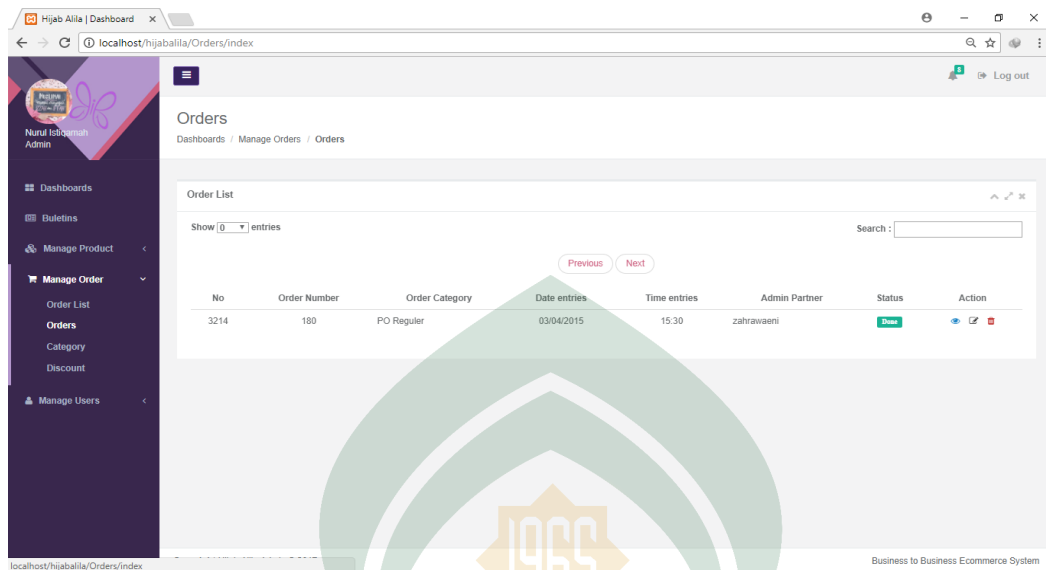 Hijab Alila | Dashboard
localhost/hijabalila/Orders/index
8
Log out
Nurul Istiqamah
Admin
Dashboards
Buletins
Manage Product
Manage Order
Order List
Orders
Category
Discount
Manage Users
Orders
Dashboards / Manage Orders / Orders
Order List
Show 0 entries
Search :
Previous Next
No Order Number Order Category Date entries Time entries Admin Partner Status Action
3214 180 PO Reguler 03/04/2015 15:30 zahrawaeni Done
1965
Business to Business Ecommerce System
localhost/hijabalila/Orders/index